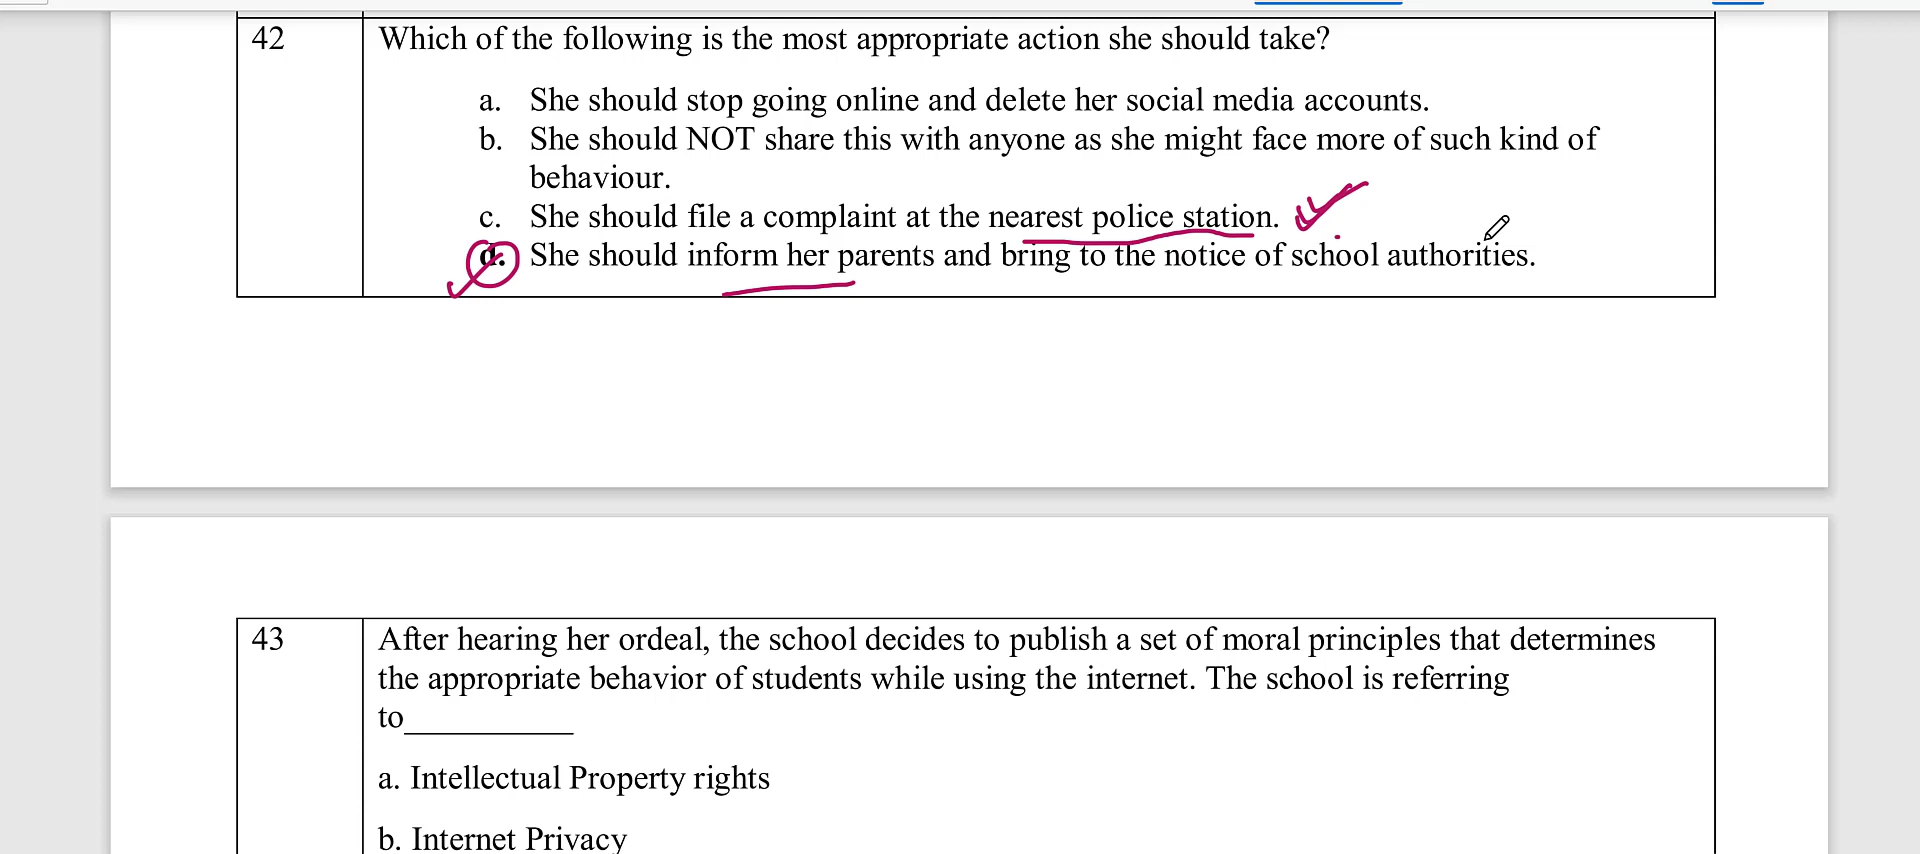 42
Which of the following is the most appropriate action she should take?
a. She should stop going online and delete her social media accounts.
b. She should NOT share this with anyone as she might face more of such kind of
behaviour.
c. She should file a complaint at the nearest police station.
d. She should inform her parents and bring to the notice of school authorities.
43
After hearing her ordeal, the school decides to publish a set of moral principles that determines
the appropriate behavior of students while using the internet. The school is referring
to__________
a. Intellectual Property rights
b. Internet Privacy